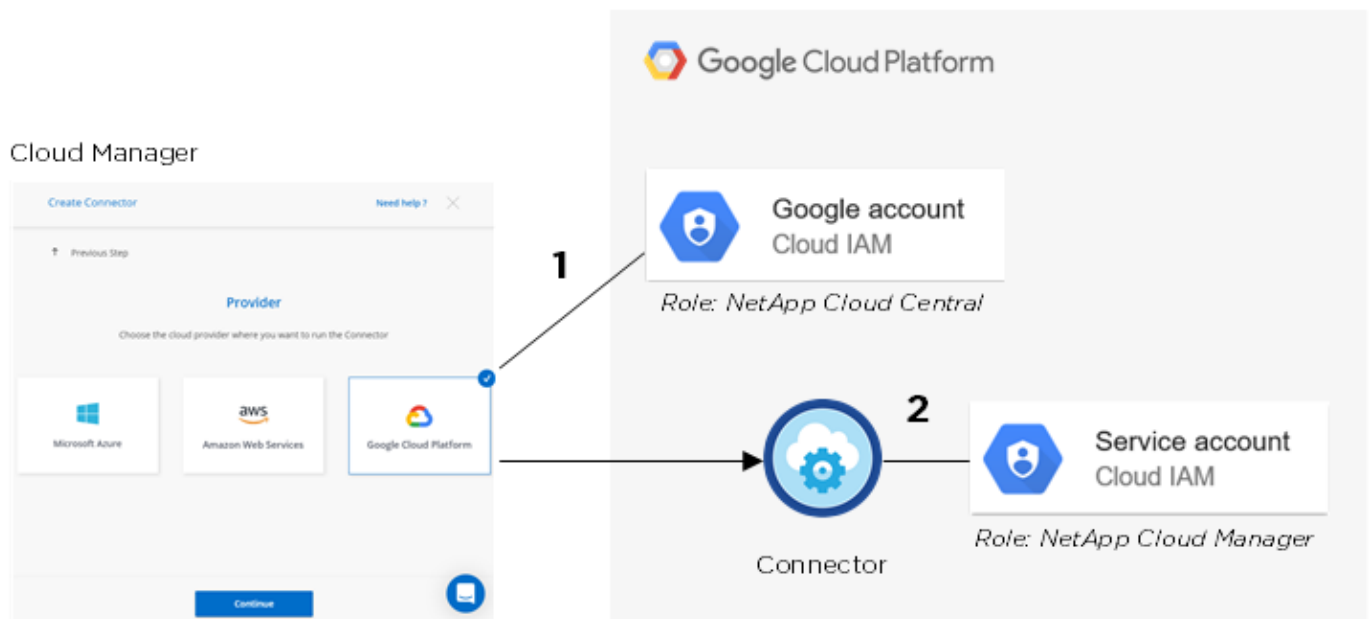 Google Cloud Platform
Cloud Manager
Create Connector
Need help ?
Previous Step
Provider
Choose the cloud provider where you want to run the Connector
Microsoft Azure
aws
Amazon Web Services
Google Cloud Platform
Continue
1
Google account
Cloud IAM
Role: NetApp Cloud Central
2
Connector
Service account
Cloud IAM
Role: NetApp Cloud Manager